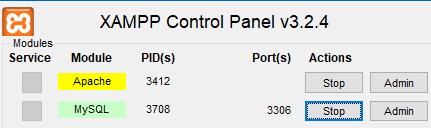 XAMPP Control Panel v3.2.4
Modules
Service Module PID(s) Port(s) Actions
Apache 3412 Stop Admin
MySQL 3708 3306 Stop Admin